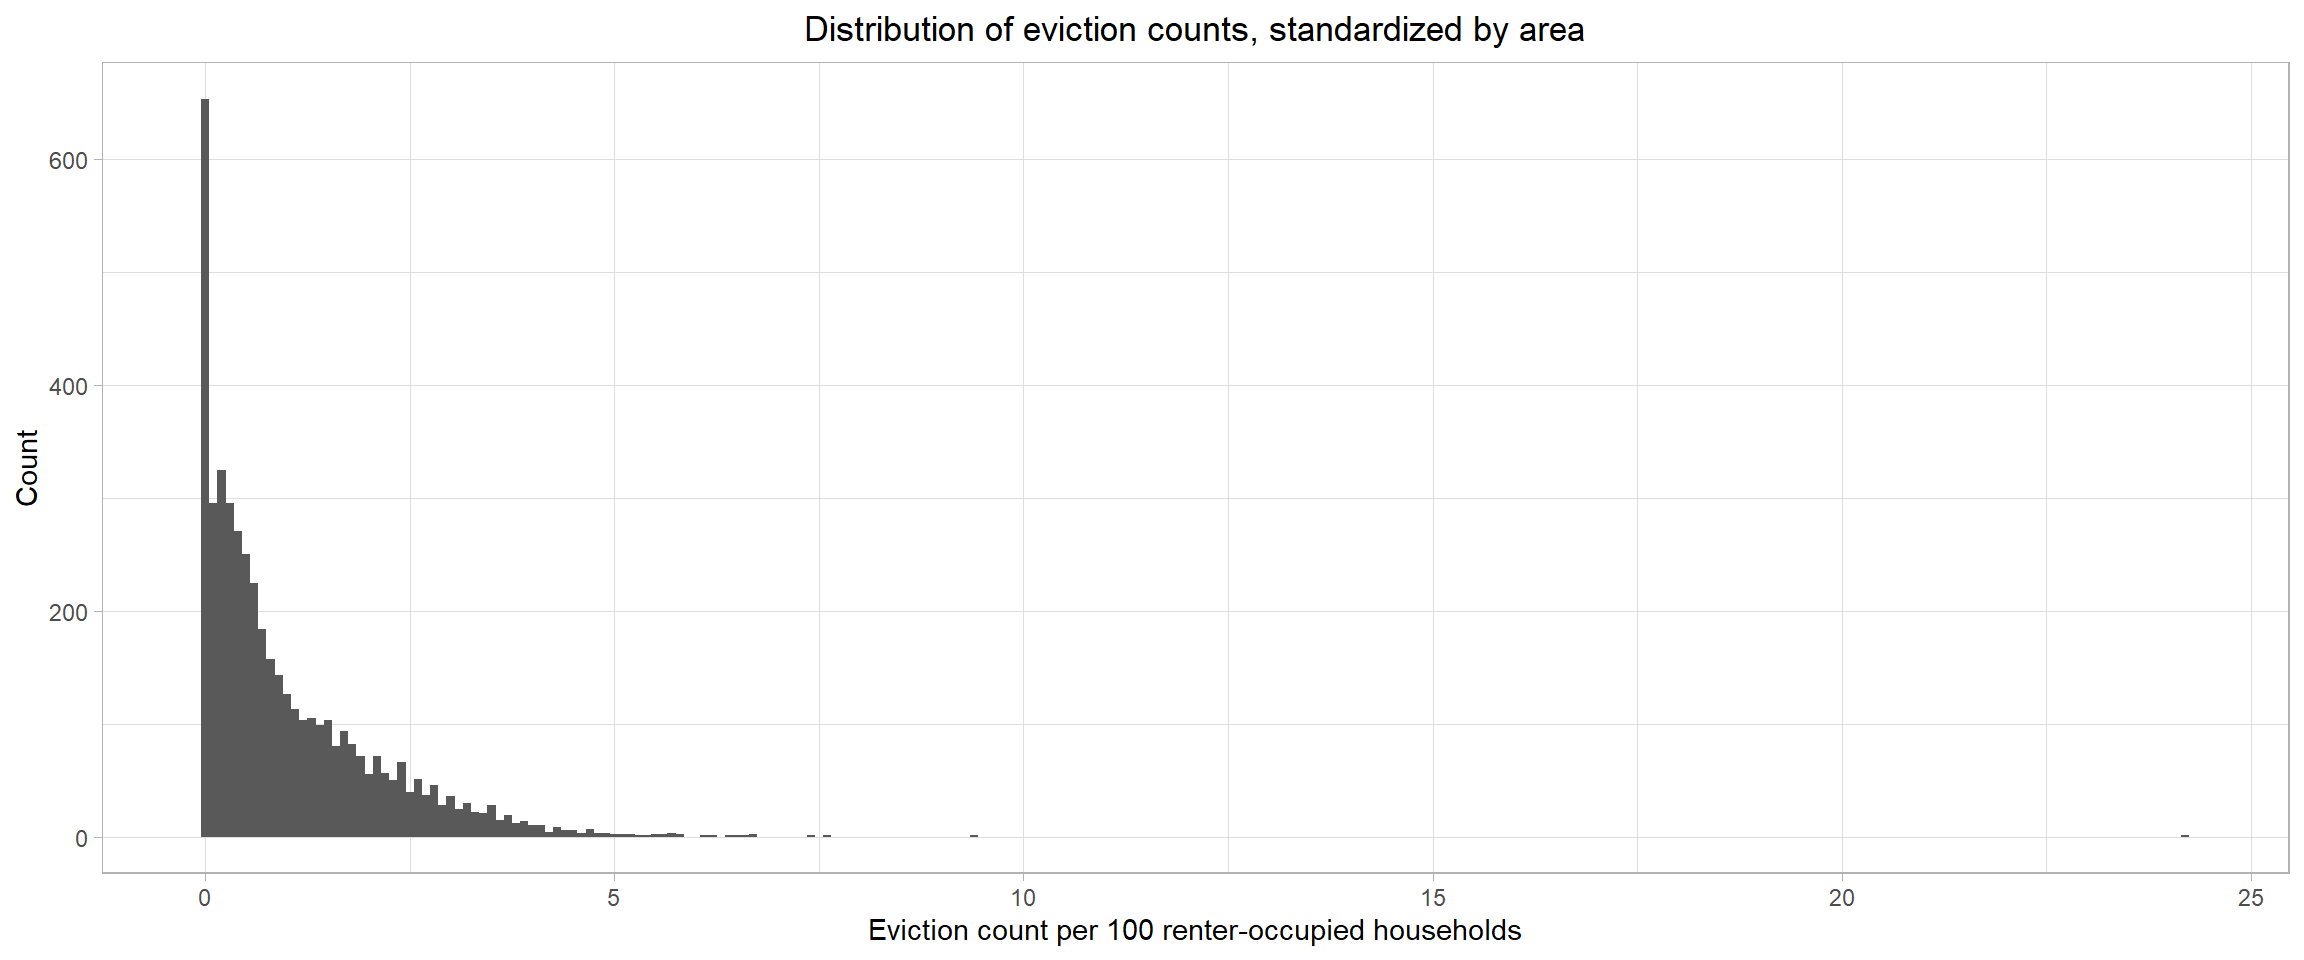 Distribution of eviction counts, standardized by area
Count
600
400
200
0
0 5 10 15 20 25
Eviction count per 100 renter-occupied households